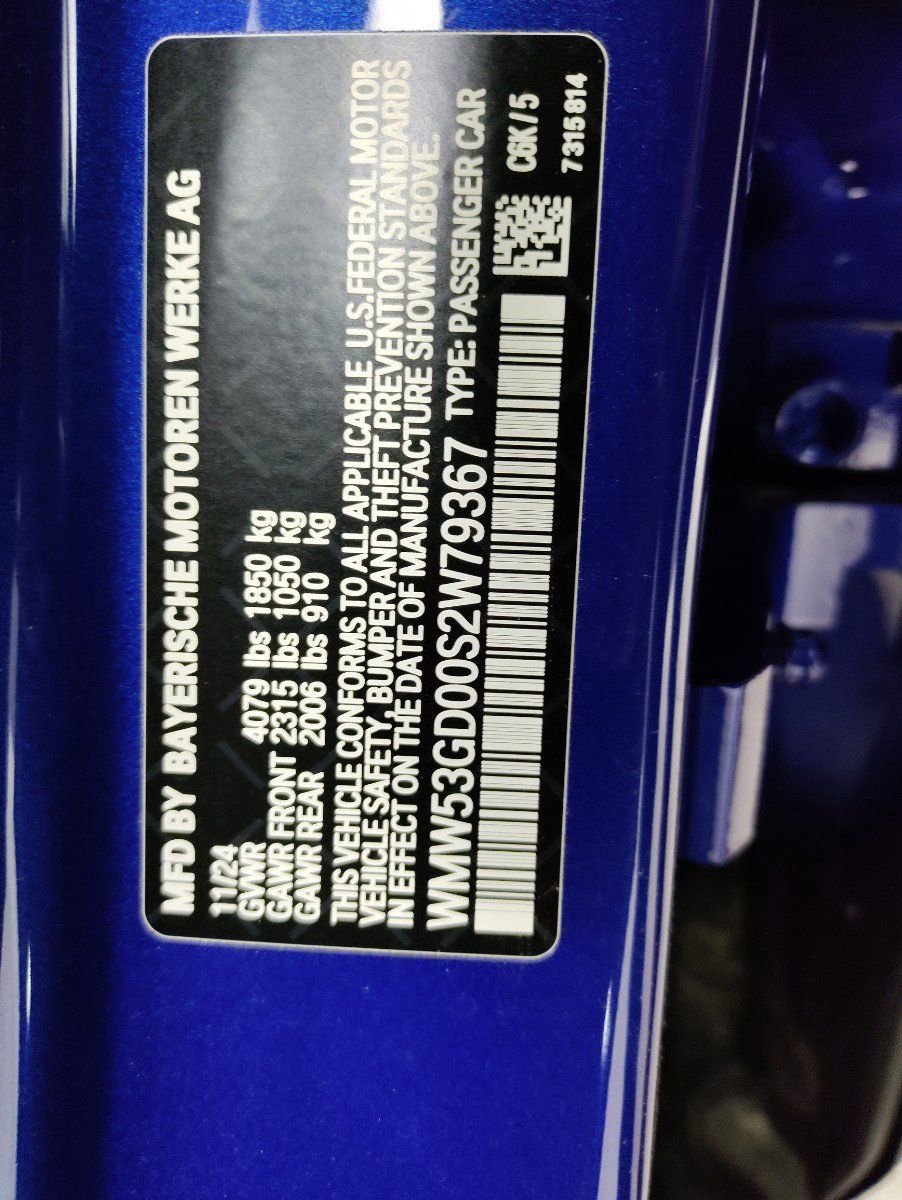 MFD BY BAYERISCHE MOTOREN WERKE AG
11/24
GVWR 4079 lbs 1850 kg
GAWR FRONT 2315 lbs 1050 kg
GAWR REAR 2006 lbs 910 kg
THIS VEHICLE CONFORMS TO ALL APPLICABLE U.S.FEDERAL MOTOR
VEHICLE SAFETY, BUMPER AND THEFT PREVENTION STANDARDS
IN EFFECT ON THE DATE OF MANUFACTURE SHOWN ABOVE.
WMW53GD00S2W79367 TYPE: PASSENGER CAR
C6K / 5
7315814